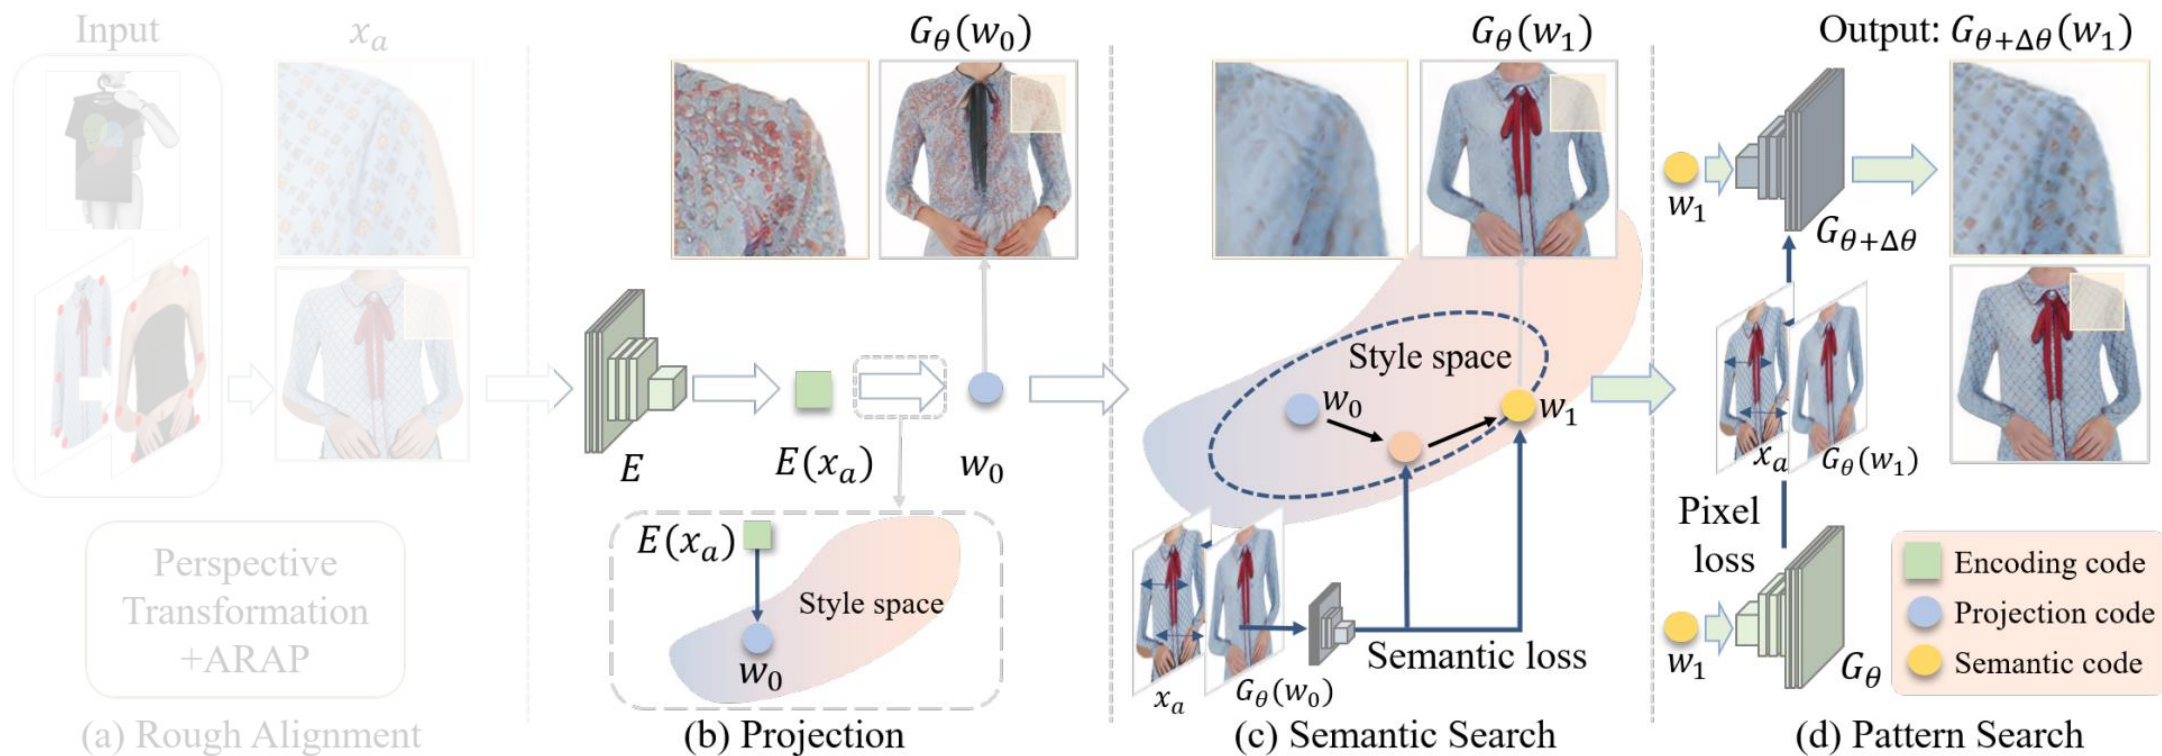 Input
x_a
Perspective
Transformation
+ARAP
(a) Rough Alignment
G_θ(w_0)
E
E(x_a)
w_0
E(x_a)
Style space
w_0
(b) Projection
G_θ(w_1)
Style space
w_0
w_1
x_a
G_θ(w_0)
Semantic loss
(c) Semantic Search
Output: G_{θ+Δθ}(w_1)
w_1
G_{θ+Δθ}
x_a
G_θ(w_1)
Pixel
loss
w_1
G_θ
Encoding code
Projection code
Semantic code
(d) Pattern Search